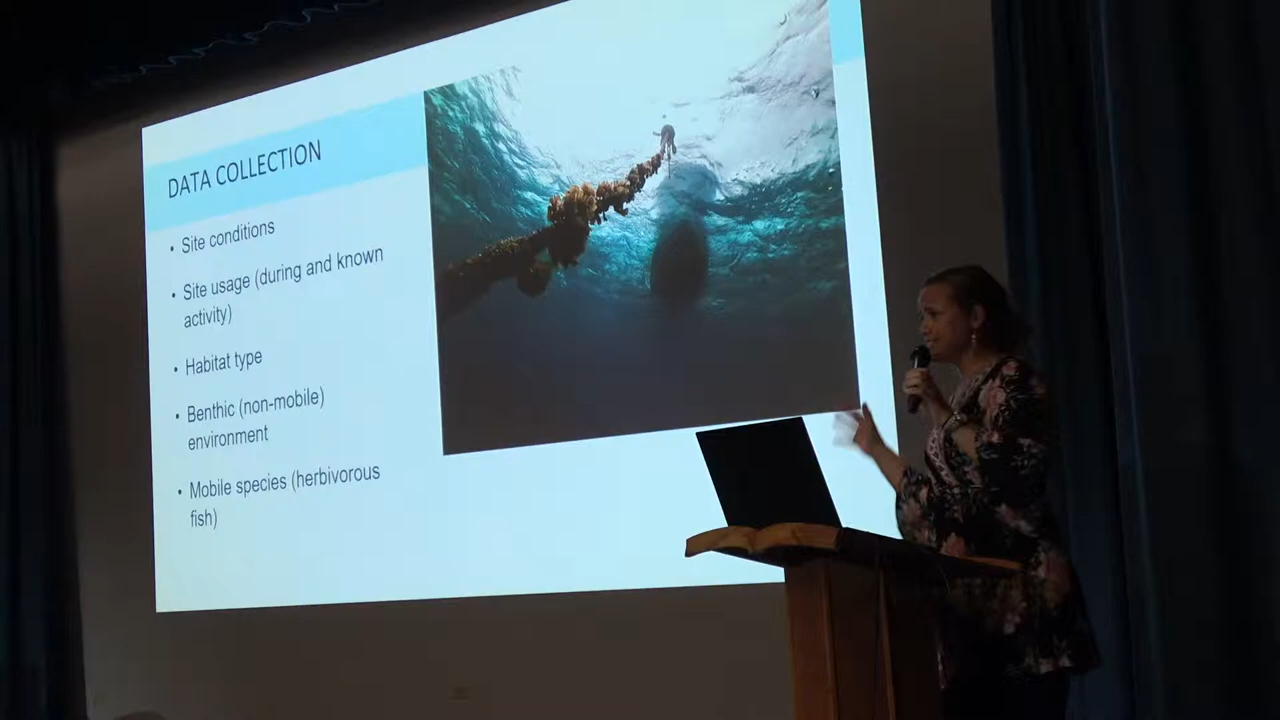 DATA COLLECTION
• Site conditions
• Site usage (during and known
activity)
• Habitat type
• Benthic (non-mobile)
environment
• Mobile species (herbivorous
fish)